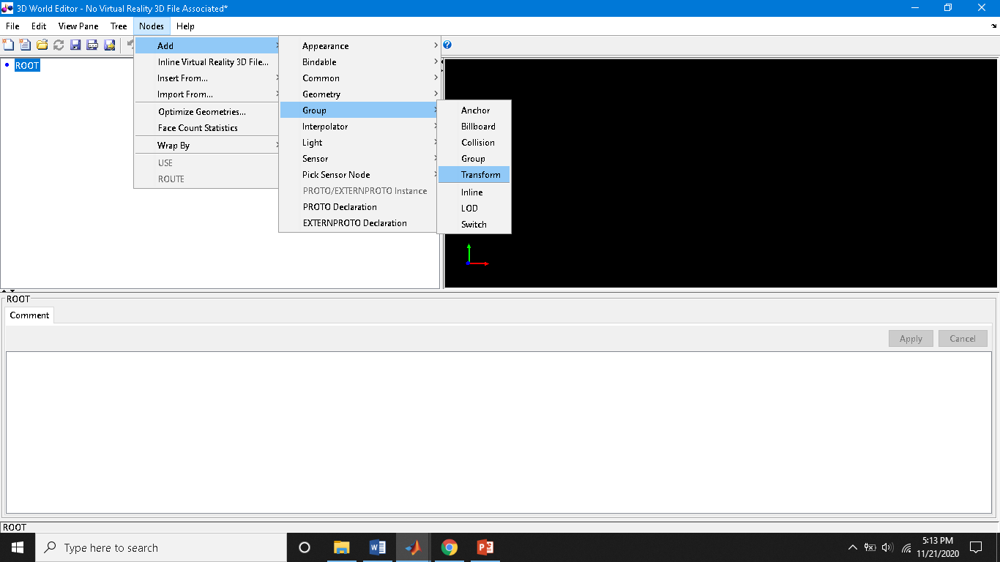 3D World Editor - No Virtual Reality 3D File Associated*
File Edit View Pane Tree Nodes Help
ROOT
Add
Inline Virtual Reality 3D File...
Insert From...
Import From...
Optimize Geometries...
Face Count Statistics
Wrap By
USE
ROUTE
Appearance
Bindable
Common
Geometry
Group
Interpolator
Light
Sensor
Pick Sensor Node
PROTO/EXTERNPROTO Instance
PROTO Declaration
EXTERNPROTO Declaration
Anchor
Billboard
Collision
Group
Transform
Inline
LOD
Switch
ROOT
Comment
Apply Cancel
ROOT
Type here to search
5:13 PM
11/21/2020